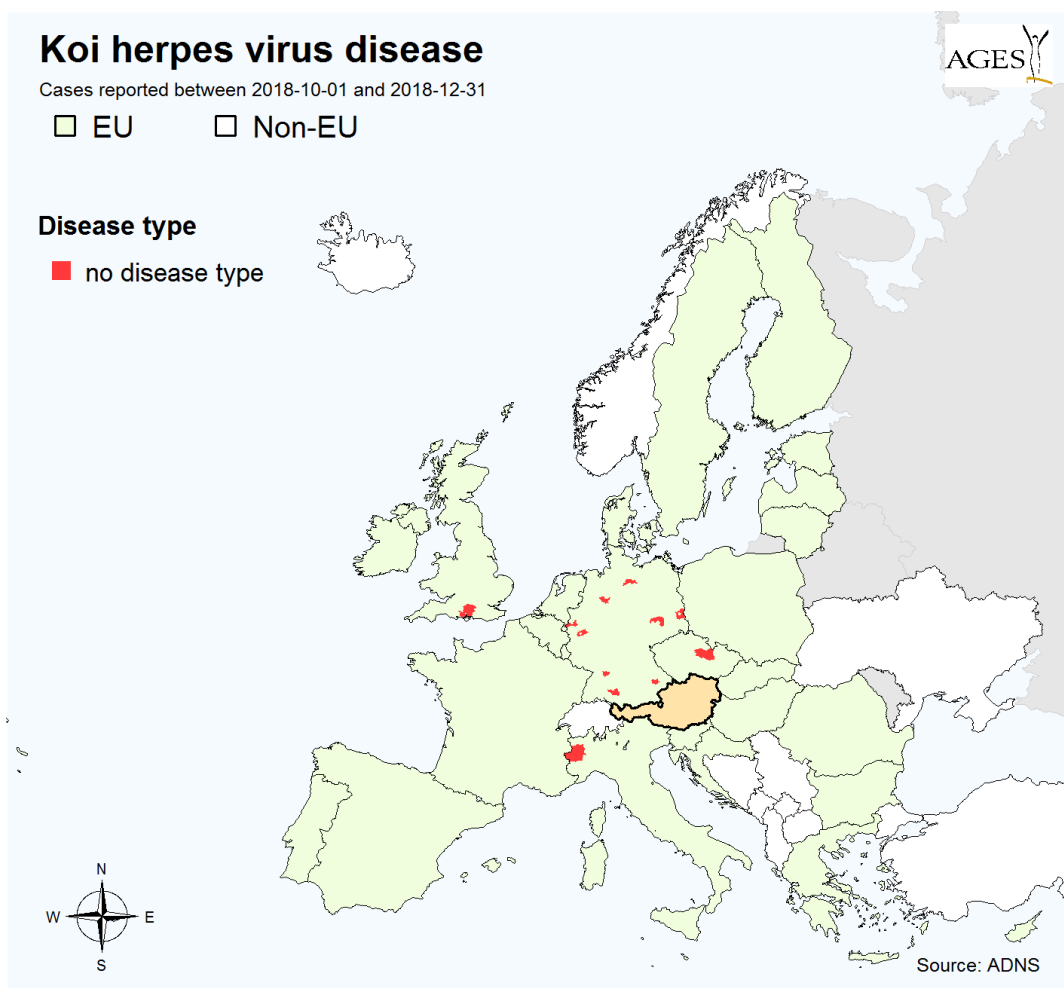 Koi herpes virus disease
Cases reported between 2018-10-01 and 2018-12-31
EU Non-EU
AGES
Disease type
no disease type
N
W E
S
Source: ADNS